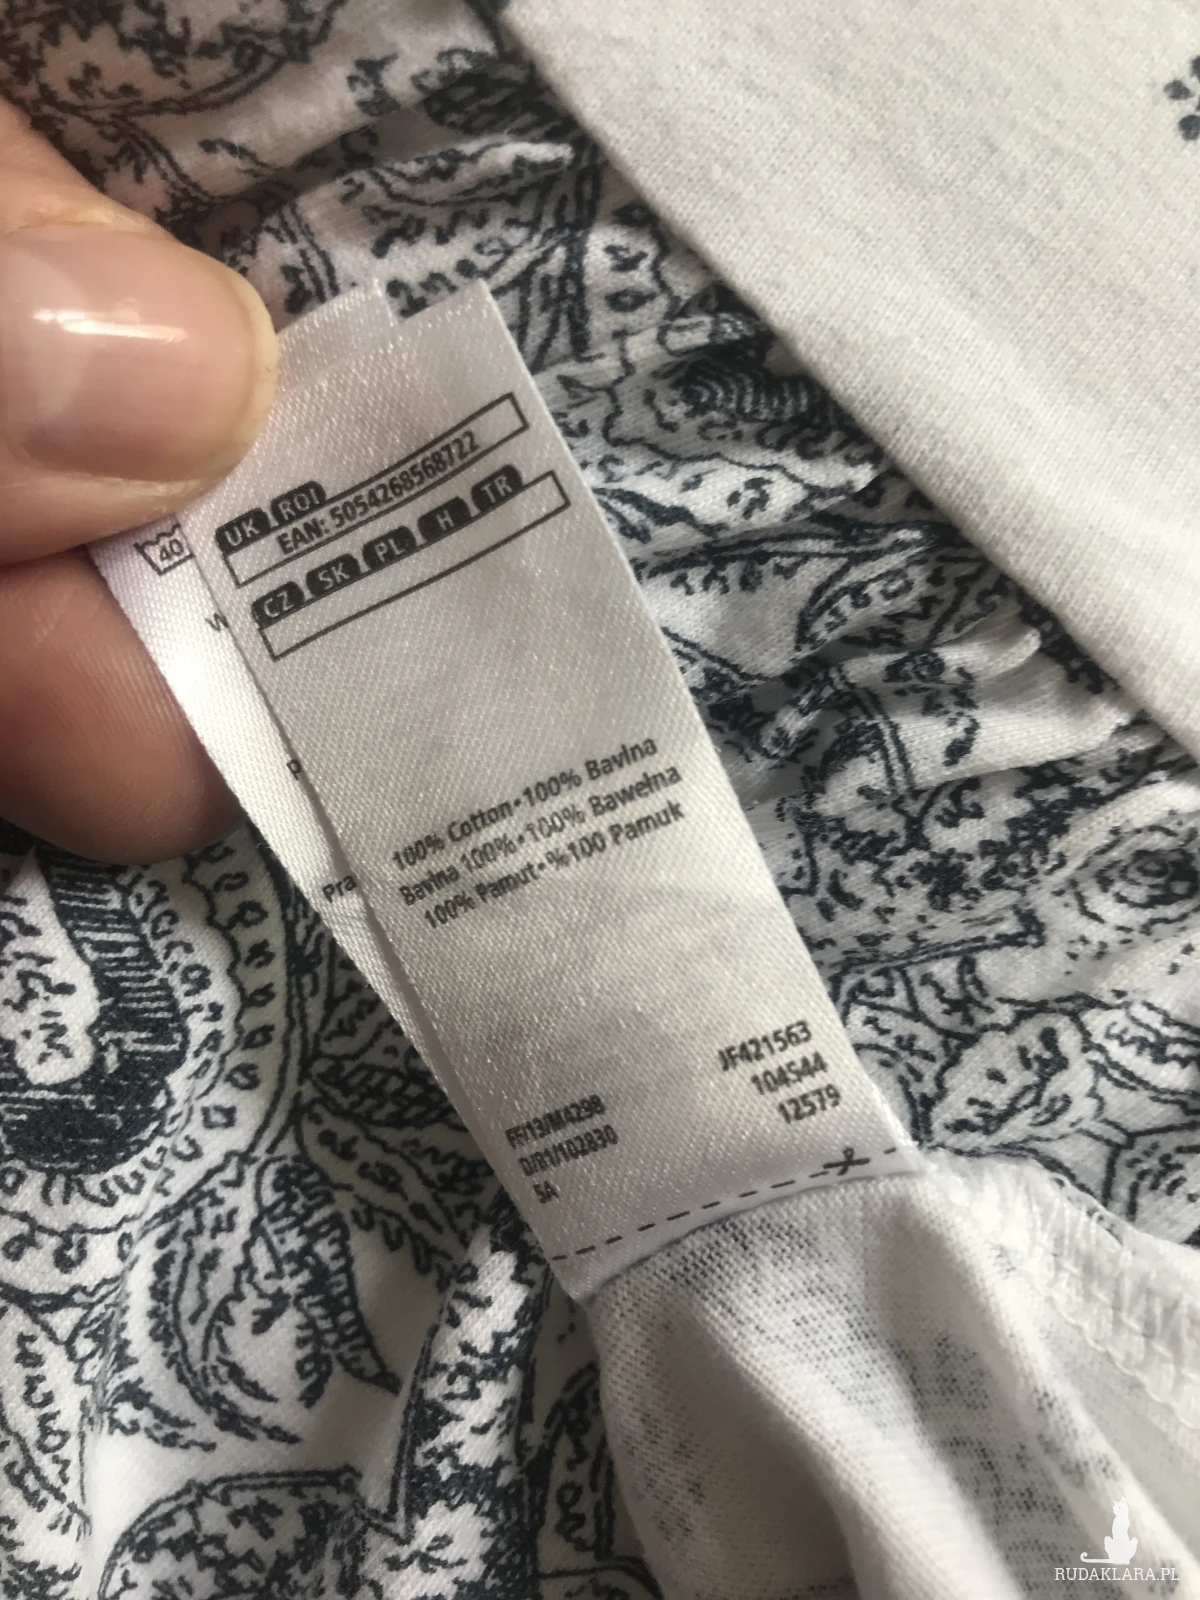 UK ROI
EAN: 5054268568722
CZ SK PL H TR
100% Cotton•100% Bavlna
Bavlna 100%•100% Bawełna
100% Pamut•%100 Pamuk
JF421563
104544
12579
FF/13/M4298
D/R1/102830
5A
40
W
P
Pra
RUDAKLARA.PL